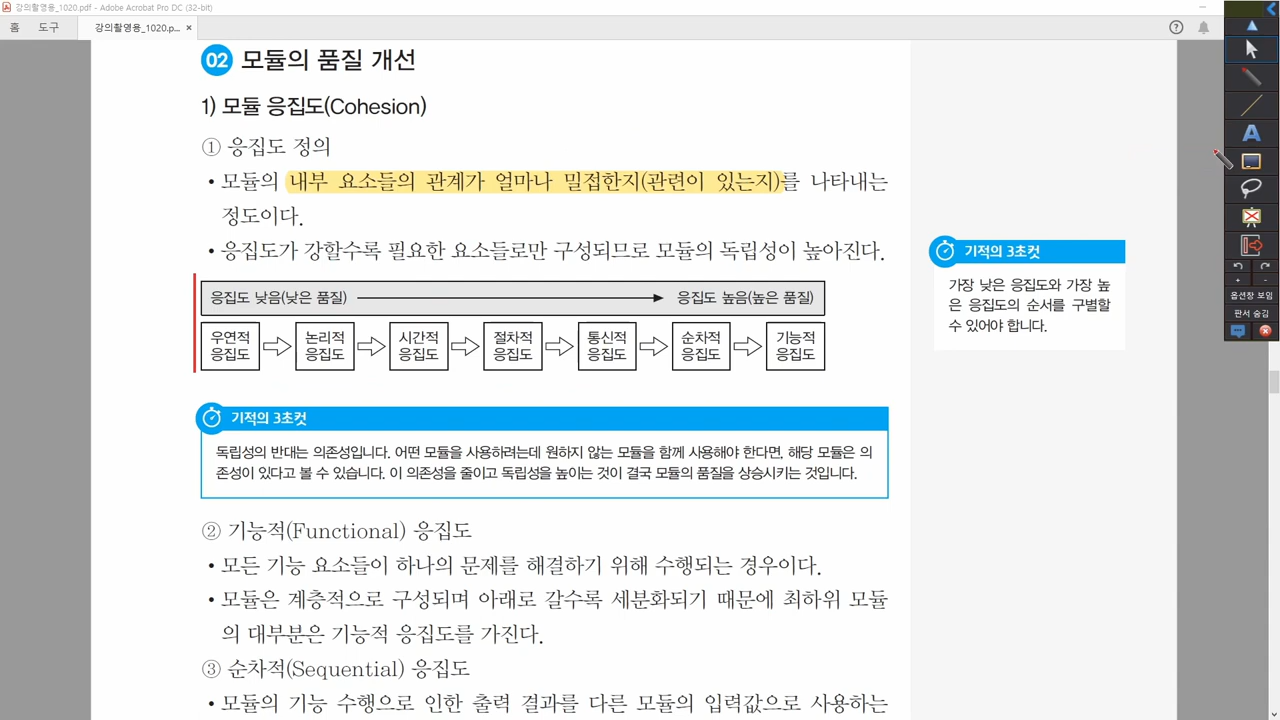 강의촬영용_1020.pdf - Adobe Acrobat Pro DC (32-bit)
홈 도구 강의촬영용_1020.p... ×
02 모듈의 품질 개선
1) 모듈 응집도(Cohesion)
① 응집도 정의
• 모듈의 내부 요소들의 관계가 얼마나 밀접한지(관련이 있는지)를 나타내는
정도이다.
• 응집도가 강할수록 필요한 요소들로만 구성되므로 모듈의 독립성이 높아진다.
응집도 낮음(낮은 품질) 응집도 높음(높은 품질)
우연적 응집도
논리적 응집도
시간적 응집도
절차적 응집도
통신적 응집도
순차적 응집도
기능적 응집도
기적의 3초컷
가장 낮은 응집도와 가장 높
은 응집도의 순서를 구별할
수 있어야 합니다.
기적의 3초컷
독립성의 반대는 의존성입니다. 어떤 모듈을 사용하려는데 원하지 않는 모듈을 함께 사용해야 한다면, 해당 모듈은 의
존성이 있다고 볼 수 있습니다. 이 의존성을 줄이고 독립성을 높이는 것이 결국 모듈의 품질을 상승시키는 것입니다.
② 기능적(Functional) 응집도
• 모든 기능 요소들이 하나의 문제를 해결하기 위해 수행되는 경우이다.
• 모듈은 계층적으로 구성되며 아래로 갈수록 세분화되기 때문에 최하위 모듈
의 대부분은 기능적 응집도를 가진다.
③ 순차적(Sequential) 응집도
• 모듈의 기능 수행으로 인한 출력 결과를 다른 모듈의 입력값으로 사용하는
A
옵션장 보임
판서 숨김